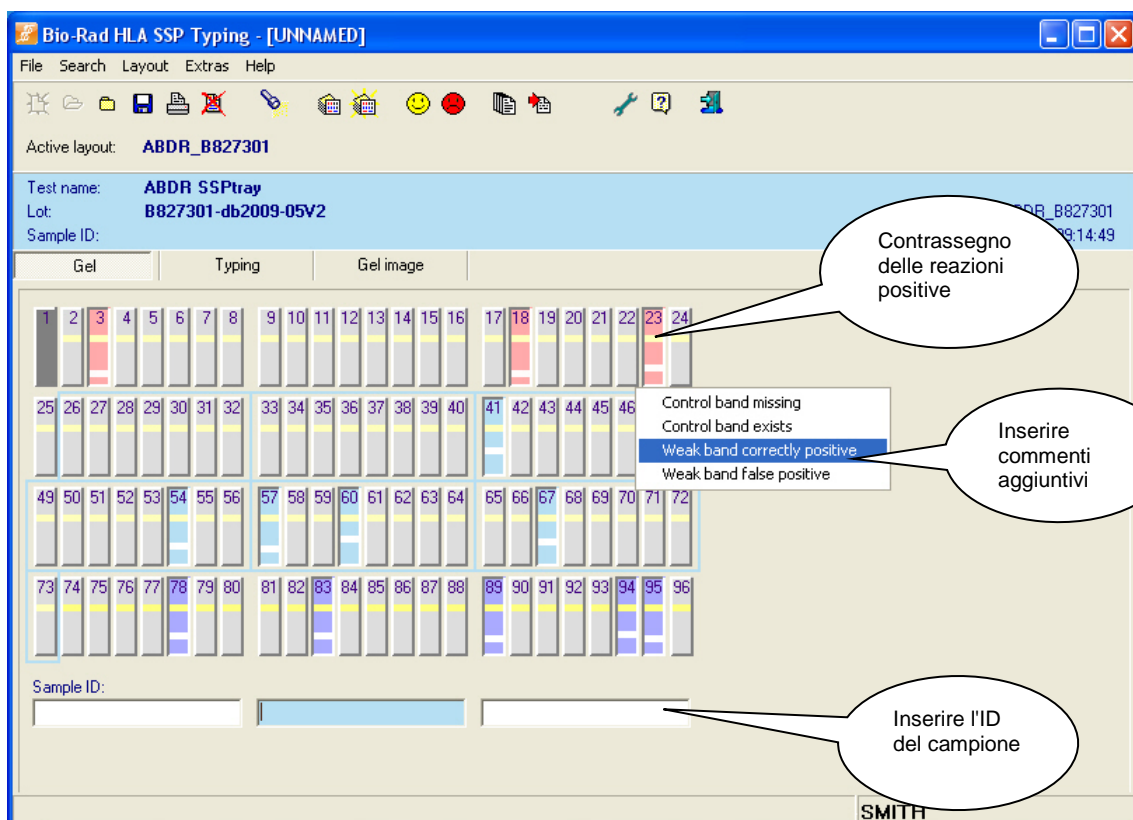 Bio-Rad HLA SSP Typing - [UNNAMED]
File Search Layout Extras Help
Active layout: ABDR_B827301
Test name: ABDR SSPtray
Lot: B827301-db2009-05V2
Sample ID:
Contrassegno
delle reazioni
positive
Gel Typing Gel image
1 2 3 4 5 6 7 8 9 10 11 12 13 14 15 16 17 18 19 20 21 22 23 24
25 26 27 28 29 30 31 32 33 34 35 36 37 38 39 40 41 42 43 44 45 46
Control band missing
Control band exists
Weak band correctly positive
Weak band false positive
Inserire
commenti
aggiuntivi
49 50 51 52 53 54 55 56 57 58 59 60 61 62 63 64 65 66 67 68 69 70 71 72
73 74 75 76 77 78 79 80 81 82 83 84 85 86 87 88 89 90 91 92 93 94 95 96
Sample ID:
Inserire l'ID
del campione
SMITH